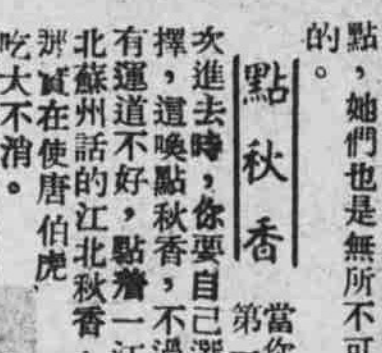 點，她們也是無所不可
的。
點秋香
當你
第一
次進去時，你要自己選
擇，這喚點秋香，不過
有運道不好，點着一江
北蘇州話的江北秋香，
實在使唐伯虎
吃大不消。